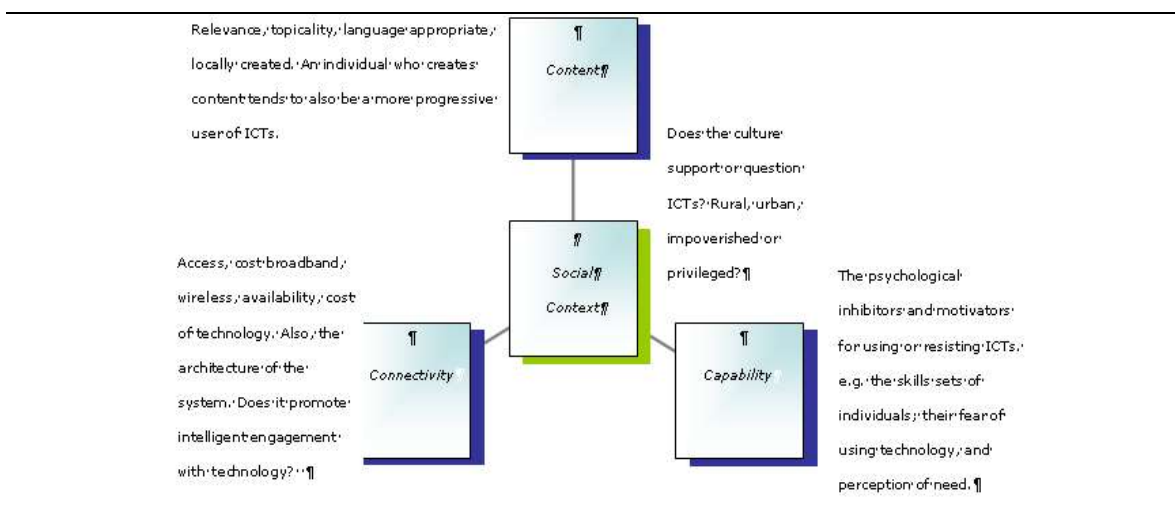 Relevance, topicality, language appropriate,
locally created. An individual who creates
content tends to also be a more progressive
user of ICTs.
¶
Content¶
Does the culture
support or question
ICTs? Rural, urban,
impoverished or
privileged?¶
¶
Social¶
Context¶
Access, cost broadband,
wireless, availability, cost
of technology. Also, the
architecture of the
system. Does it promote
intelligent engagement
with technology? ¶
¶
Connectivity¶
¶
Capability¶
The psychological
inhibitors and motivators
for using or resisting ICTs.
e.g. the skills sets of
individuals; their fear of
using technology, and
perception of need.¶